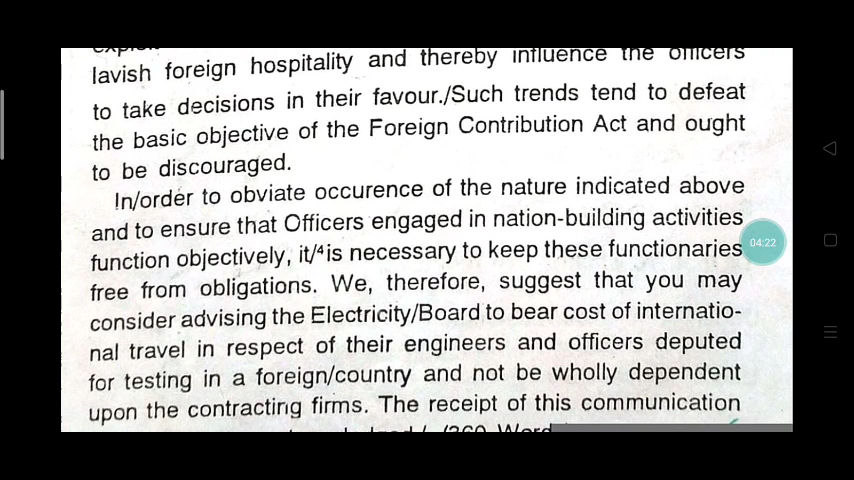 lavish foreign hospitality and thereby influence the officers
to take decisions in their favour./Such trends tend to defeat
the basic objective of the Foreign Contribution Act and ought
to be discouraged.
In/order to obviate occurence of the nature indicated above
and to ensure that Officers engaged in nation-building activities
function objectively, it/⁴is necessary to keep these functionaries
free from obligations. We, therefore, suggest that you may
consider advising the Electricity/Board to bear cost of internatio-
nal travel in respect of their engineers and officers deputed
for testing in a foreign/country and not be wholly dependent
upon the contracting firms. The receipt of this communication
04:22